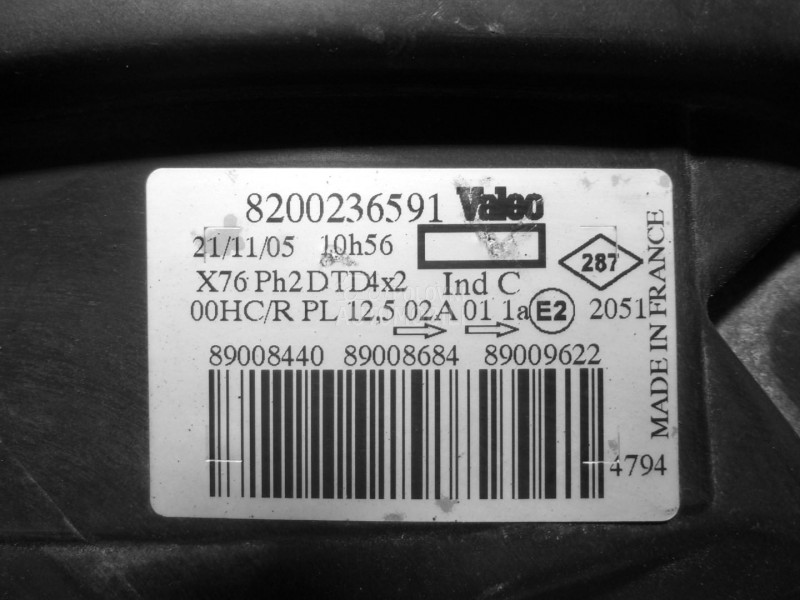 8200236591 Valeo
21/11/05 10h56
287
X76 Ph2 DTD4x2 Ind C
00HC/R PL 12,5 02A 01 1a E2 2051
89008440 89008684 89009622
4794
MADE IN FRANCE